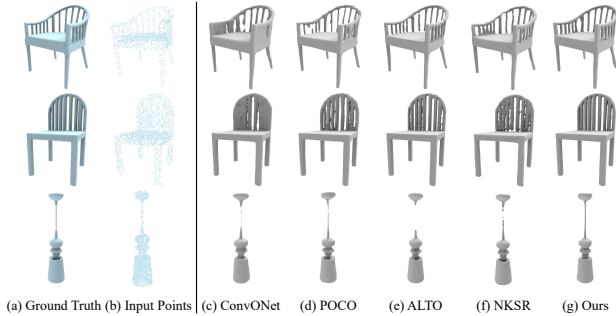 (a) Ground Truth (b) Input Points (c) ConvONet (d) POCO (e) ALTO (f) NKSR (g) Ours